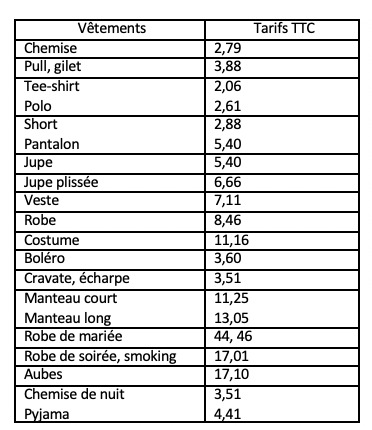 Vêtements Tarifs TTC
Chemise 2,79
Pull, gilet 3,88
Tee-shirt 2,06
Polo 2,61
Short 2,88
Pantalon 5,40
Jupe 5,40
Jupe plissée 6,66
Veste 7,11
Robe 8,46
Costume 11,16
Boléro 3,60
Cravate, écharpe 3,51
Manteau court 11,25
Manteau long 13,05
Robe de mariée 44, 46
Robe de soirée, smoking 17,01
Aubes 17,10
Chemise de nuit 3,51
Pyjama 4,41